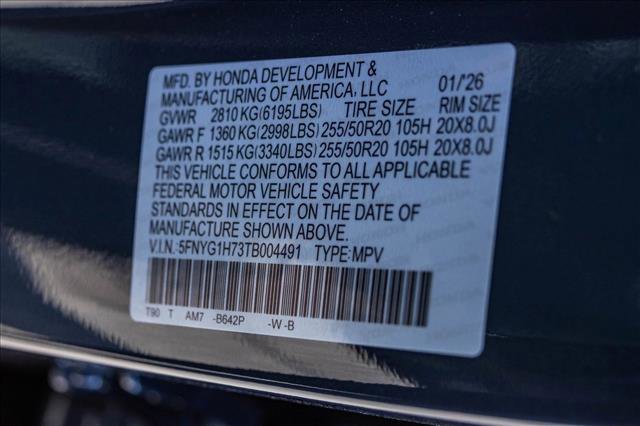 MFD. BY HONDA DEVELOPMENT &
MANUFACTURING OF AMERICA, LLC 01/'26
GVWR 2810 KG(6195LBS) TIRE SIZE RIM SIZE
GAWR F 1360 KG(2998LBS) 255/50R20 105H 20X8.0J
GAWR R 1515 KG(3340LBS) 255/50R20 105H 20X8.0J
THIS VEHICLE CONFORMS TO ALL APPLICABLE
FEDERAL MOTOR VEHICLE SAFETY
STANDARDS IN EFFECT ON THE DATE OF
MANUFACTURE SHOWN ABOVE.
V.I.N.:5FNYG1H73TB004491 TYPE:MPV
T90 T AM7 -B642P -W-B